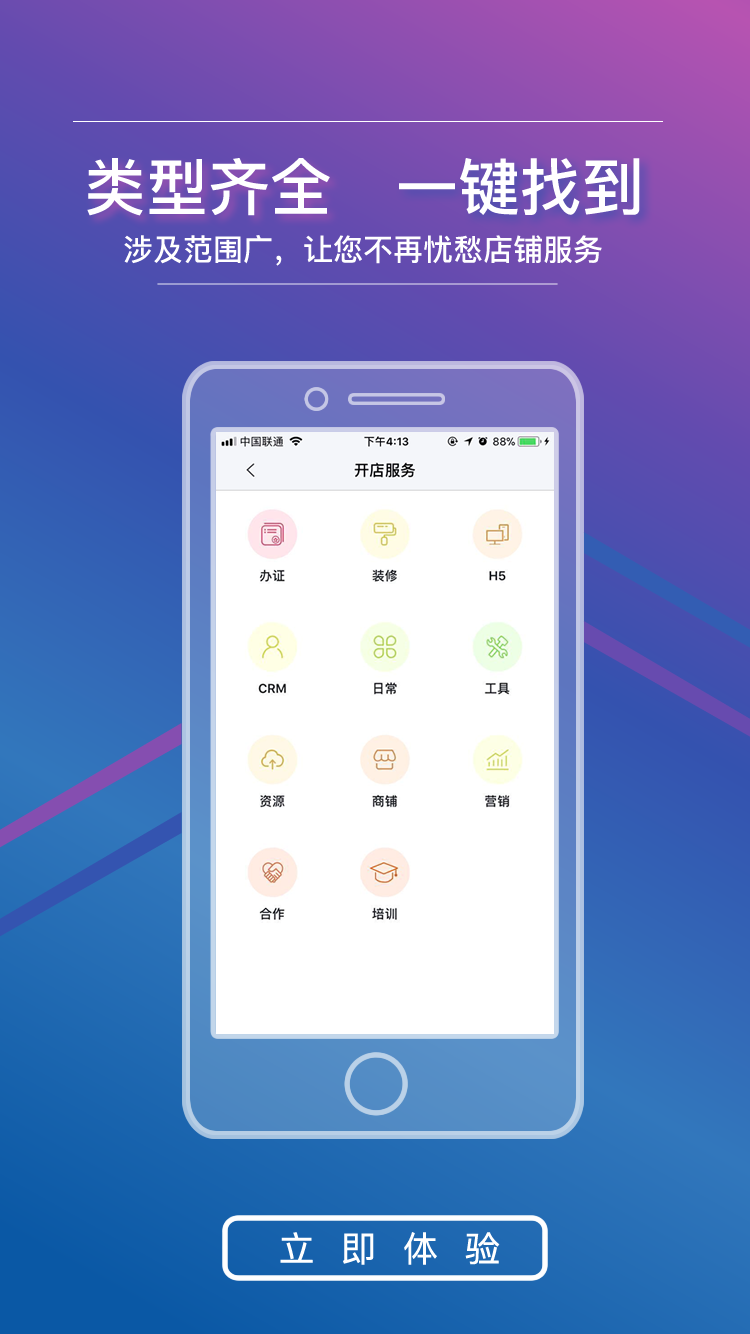 类型齐全 一键找到
涉及范围广，让您不再忧愁店铺服务
中国联通 下午4:13 88%
开店服务
办证 装修 H5
CRM 日常 工具
资源 商铺 营销
合作 培训
立即体验